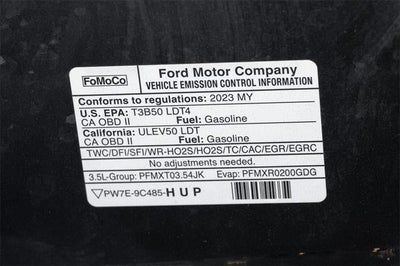 FoMoCo
Ford Motor Company
VEHICLE EMISSION CONTROL INFORMATION
Conforms to regulations: 2023 MY
U.S. EPA: T3B50 LDT4
CA OBD II Fuel: Gasoline
California: ULEV50 LDT
CA OBD II Fuel: Gasoline
TWC/DFI/SFI/WR-HO2S/HO2S/TC/CAC/EGR/EGRC
No adjustments needed.
3.5L-Group: PFMXT03.54JK Evap: PFMXR0200GDG
PW7E-9C485-HUP